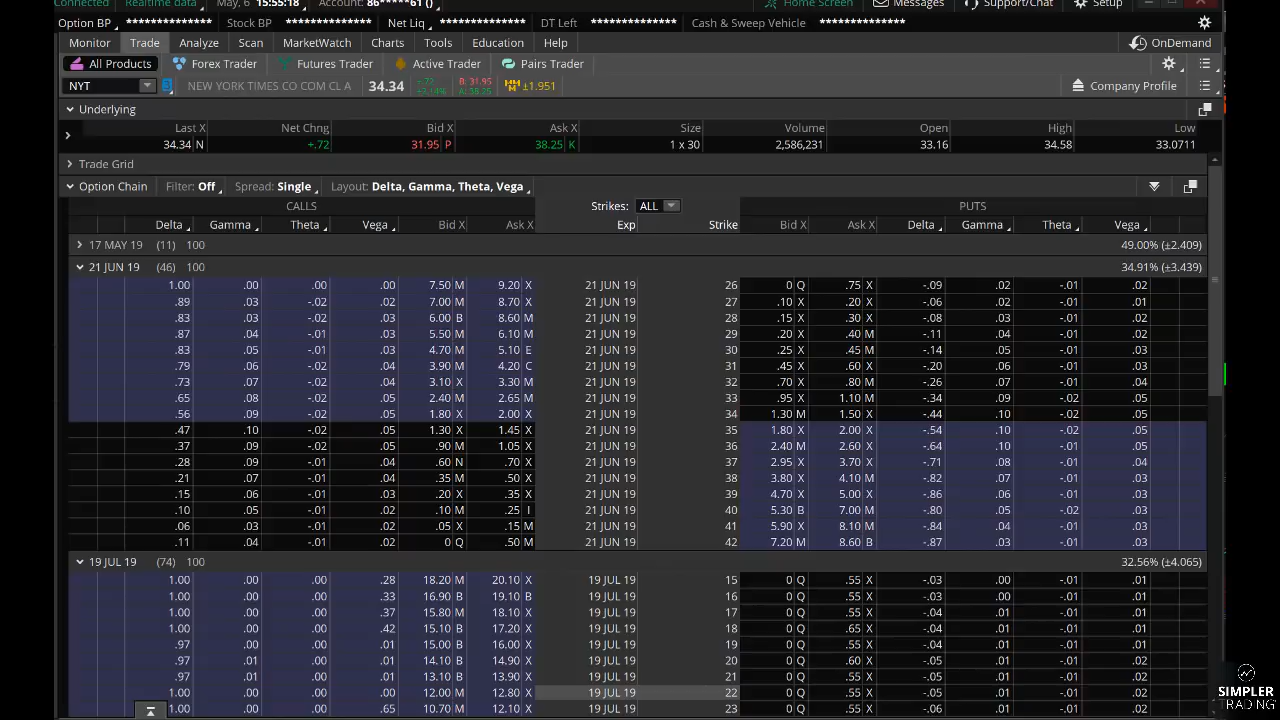 Connected Realtime data May, 6 15:55:18 Account: 86******61 () Home Screen Messages Support/Chat Setup
Option BP ************** Stock BP ************** Net Liq ************** DT Left ************** Cash & Sweep Vehicle **************
Monitor Trade Analyze Scan MarketWatch Charts Tools Education Help OnDemand
All Products Forex Trader Futures Trader Active Trader Pairs Trader
NYT NEW YORK TIMES CO COM CL A 34.34 +.72 +2.14% B: 31.95 A: 38.25 ±1.951 Company Profile
Underlying
Last X Net Chng Bid X Ask X Size Volume Open High Low
34.34 N +.72 31.95 P 38.25 K 1 x 30 2,586,231 33.16 34.58 33.0711
Trade Grid
Option Chain Filter: Off Spread: Single Layout: Delta, Gamma, Theta, Vega
CALLS Strikes: ALL PUTS
Delta Gamma Theta Vega Bid X Ask X Exp Strike Bid X Ask X Delta Gamma Theta Vega
17 MAY 19 (11) 100 49.00% (±2.409)
21 JUN 19 (46) 100 34.91% (±3.439)
1.00 .00 .00 .00 7.50 M 9.20 X 21 JUN 19 26 0 Q .75 X -.09 .02 -.01 .02
.89 .03 -.02 .02 7.00 M 8.70 X 21 JUN 19 27 .10 X .20 X -.06 .02 -.01 .01
.83 .03 -.02 .02 6.00 B 8.60 M 21 JUN 19 28 .15 X .30 X -.08 .03 -.01 .02
.87 .04 -.01 .03 5.50 M 6.10 M 21 JUN 19 29 .20 X .40 M -.11 .04 -.01 .02
.83 .05 -.01 .03 4.70 M 5.10 E 21 JUN 19 30 .25 X .45 M -.14 .05 -.01 .03
.79 .06 -.02 .04 3.90 M 4.20 C 21 JUN 19 31 .45 X .60 X -.20 .06 -.01 .03
.73 .07 -.02 .04 3.10 X 3.30 M 21 JUN 19 32 .70 X .80 M -.26 .07 -.01 .04
.65 .08 -.02 .05 2.40 M 2.65 M 21 JUN 19 33 .95 X 1.10 M -.34 .09 -.01 .05
.56 .09 -.02 .05 1.80 X 2.00 X 21 JUN 19 34 1.30 M 1.50 X -.44 .10 -.02 .05
.47 .10 -.02 .05 1.30 X 1.45 X 21 JUN 19 35 1.80 X 2.00 X -.54 .10 -.02 .05
.37 .09 -.02 .05 .90 M 1.05 X 21 JUN 19 36 2.40 M 2.60 X -.64 .10 -.01 .05
.28 .09 -.01 .04 .60 N .70 X 21 JUN 19 37 2.95 X 3.70 X -.71 .08 -.01 .04
.21 .07 -.01 .04 .35 M .50 X 21 JUN 19 38 3.80 X 4.10 M -.82 .07 -.01 .03
.15 .06 -.01 .03 .20 X .35 X 21 JUN 19 39 4.70 X 5.00 X -.86 .06 -.01 .03
.10 .05 -.01 .02 .10 M .25 I 21 JUN 19 40 5.30 B 7.00 M -.80 .05 -.02 .03
.06 .03 -.01 .02 .05 X .15 M 21 JUN 19 41 5.90 X 8.10 M -.84 .04 -.01 .03
.11 .04 -.01 .02 0 Q .50 M 21 JUN 19 42 7.20 M 8.60 B -.87 .03 -.01 .03
19 JUL 19 (74) 100 32.56% (±4.065)
1.00 .00 .00 .28 18.20 M 20.10 X 19 JUL 19 15 0 Q .55 X -.03 .00 -.01 .01
1.00 .00 .00 .33 16.90 B 19.10 B 19 JUL 19 16 0 Q .55 X -.03 .00 -.01 .01
1.00 .00 .00 .37 15.80 M 18.10 X 19 JUL 19 17 0 Q .55 X -.04 .01 -.01 .01
1.00 .00 .00 .42 15.10 B 17.20 X 19 JUL 19 18 0 Q .65 X -.04 .01 -.01 .01
.97 .00 .00 .01 15.00 B 16.00 X 19 JUL 19 19 0 Q .55 X -.04 .01 -.01 .01
.97 .01 .00 .01 14.10 B 14.90 X 19 JUL 19 20 0 Q .60 X -.05 .01 -.01 .01
.97 .01 .00 .01 13.10 B 13.90 X 19 JUL 19 21 0 Q .55 X -.05 .01 -.01 .01
1.00 .00 .00 .00 12.00 M 12.80 X 19 JUL 19 22 0 Q .55 X -.05 .01 -.01 .02
1.00 .00 .00 .65 10.70 M 12.10 X 19 JUL 19 23 0 Q .55 X -.06 .01 -.01 .02
SIMPLER
TRADING